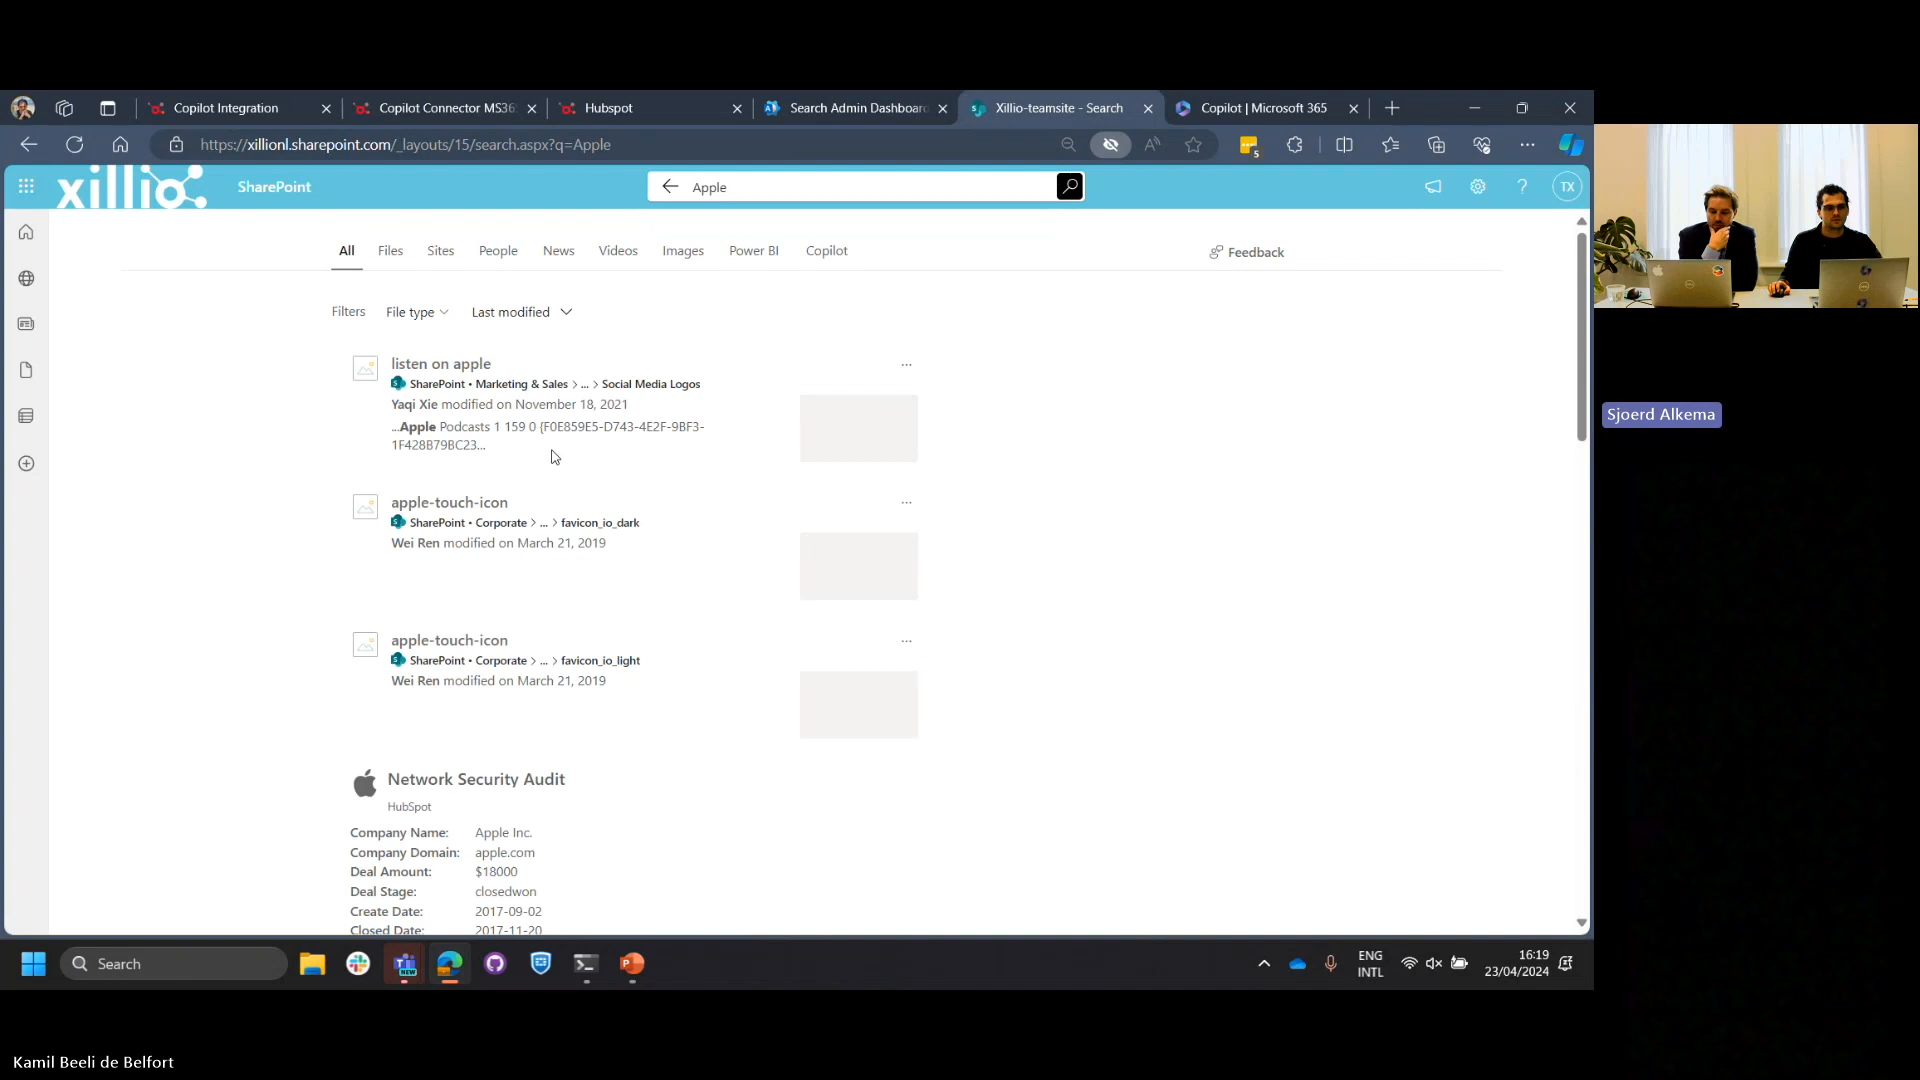 Copilot Integration
Copilot Connector MS36
Hubspot
Search Admin Dashboar
Xillio-teamsite - Search
Copilot | Microsoft 365
https://xillionl.sharepoint.com/_layouts/15/search.aspx?q=Apple
5
xillio
SharePoint
Apple
TX
All
Files
Sites
People
News
Videos
Images
Power BI
Copilot
Feedback
Filters
File type
Last modified
listen on apple
SharePoint • Marketing & Sales > ... > Social Media Logos
Yaqi Xie modified on November 18, 2021
...Apple Podcasts 1 159 0 {F0E859E5-D743-4E2F-9BF3-
1F428B79BC23...
apple-touch-icon
SharePoint • Corporate > ... > favicon_io_dark
Wei Ren modified on March 21, 2019
apple-touch-icon
SharePoint • Corporate > ... > favicon_io_light
Wei Ren modified on March 21, 2019
Network Security Audit
HubSpot
Company Name: Apple Inc.
Company Domain: apple.com
Deal Amount: $18000
Deal Stage: closedwon
Create Date: 2017-09-02
Closed Date: 2017-11-20
Search
NEW
ENG
INTL
16:19
23/04/2024
Sjoerd Alkema
Kamil Beeli de Belfort